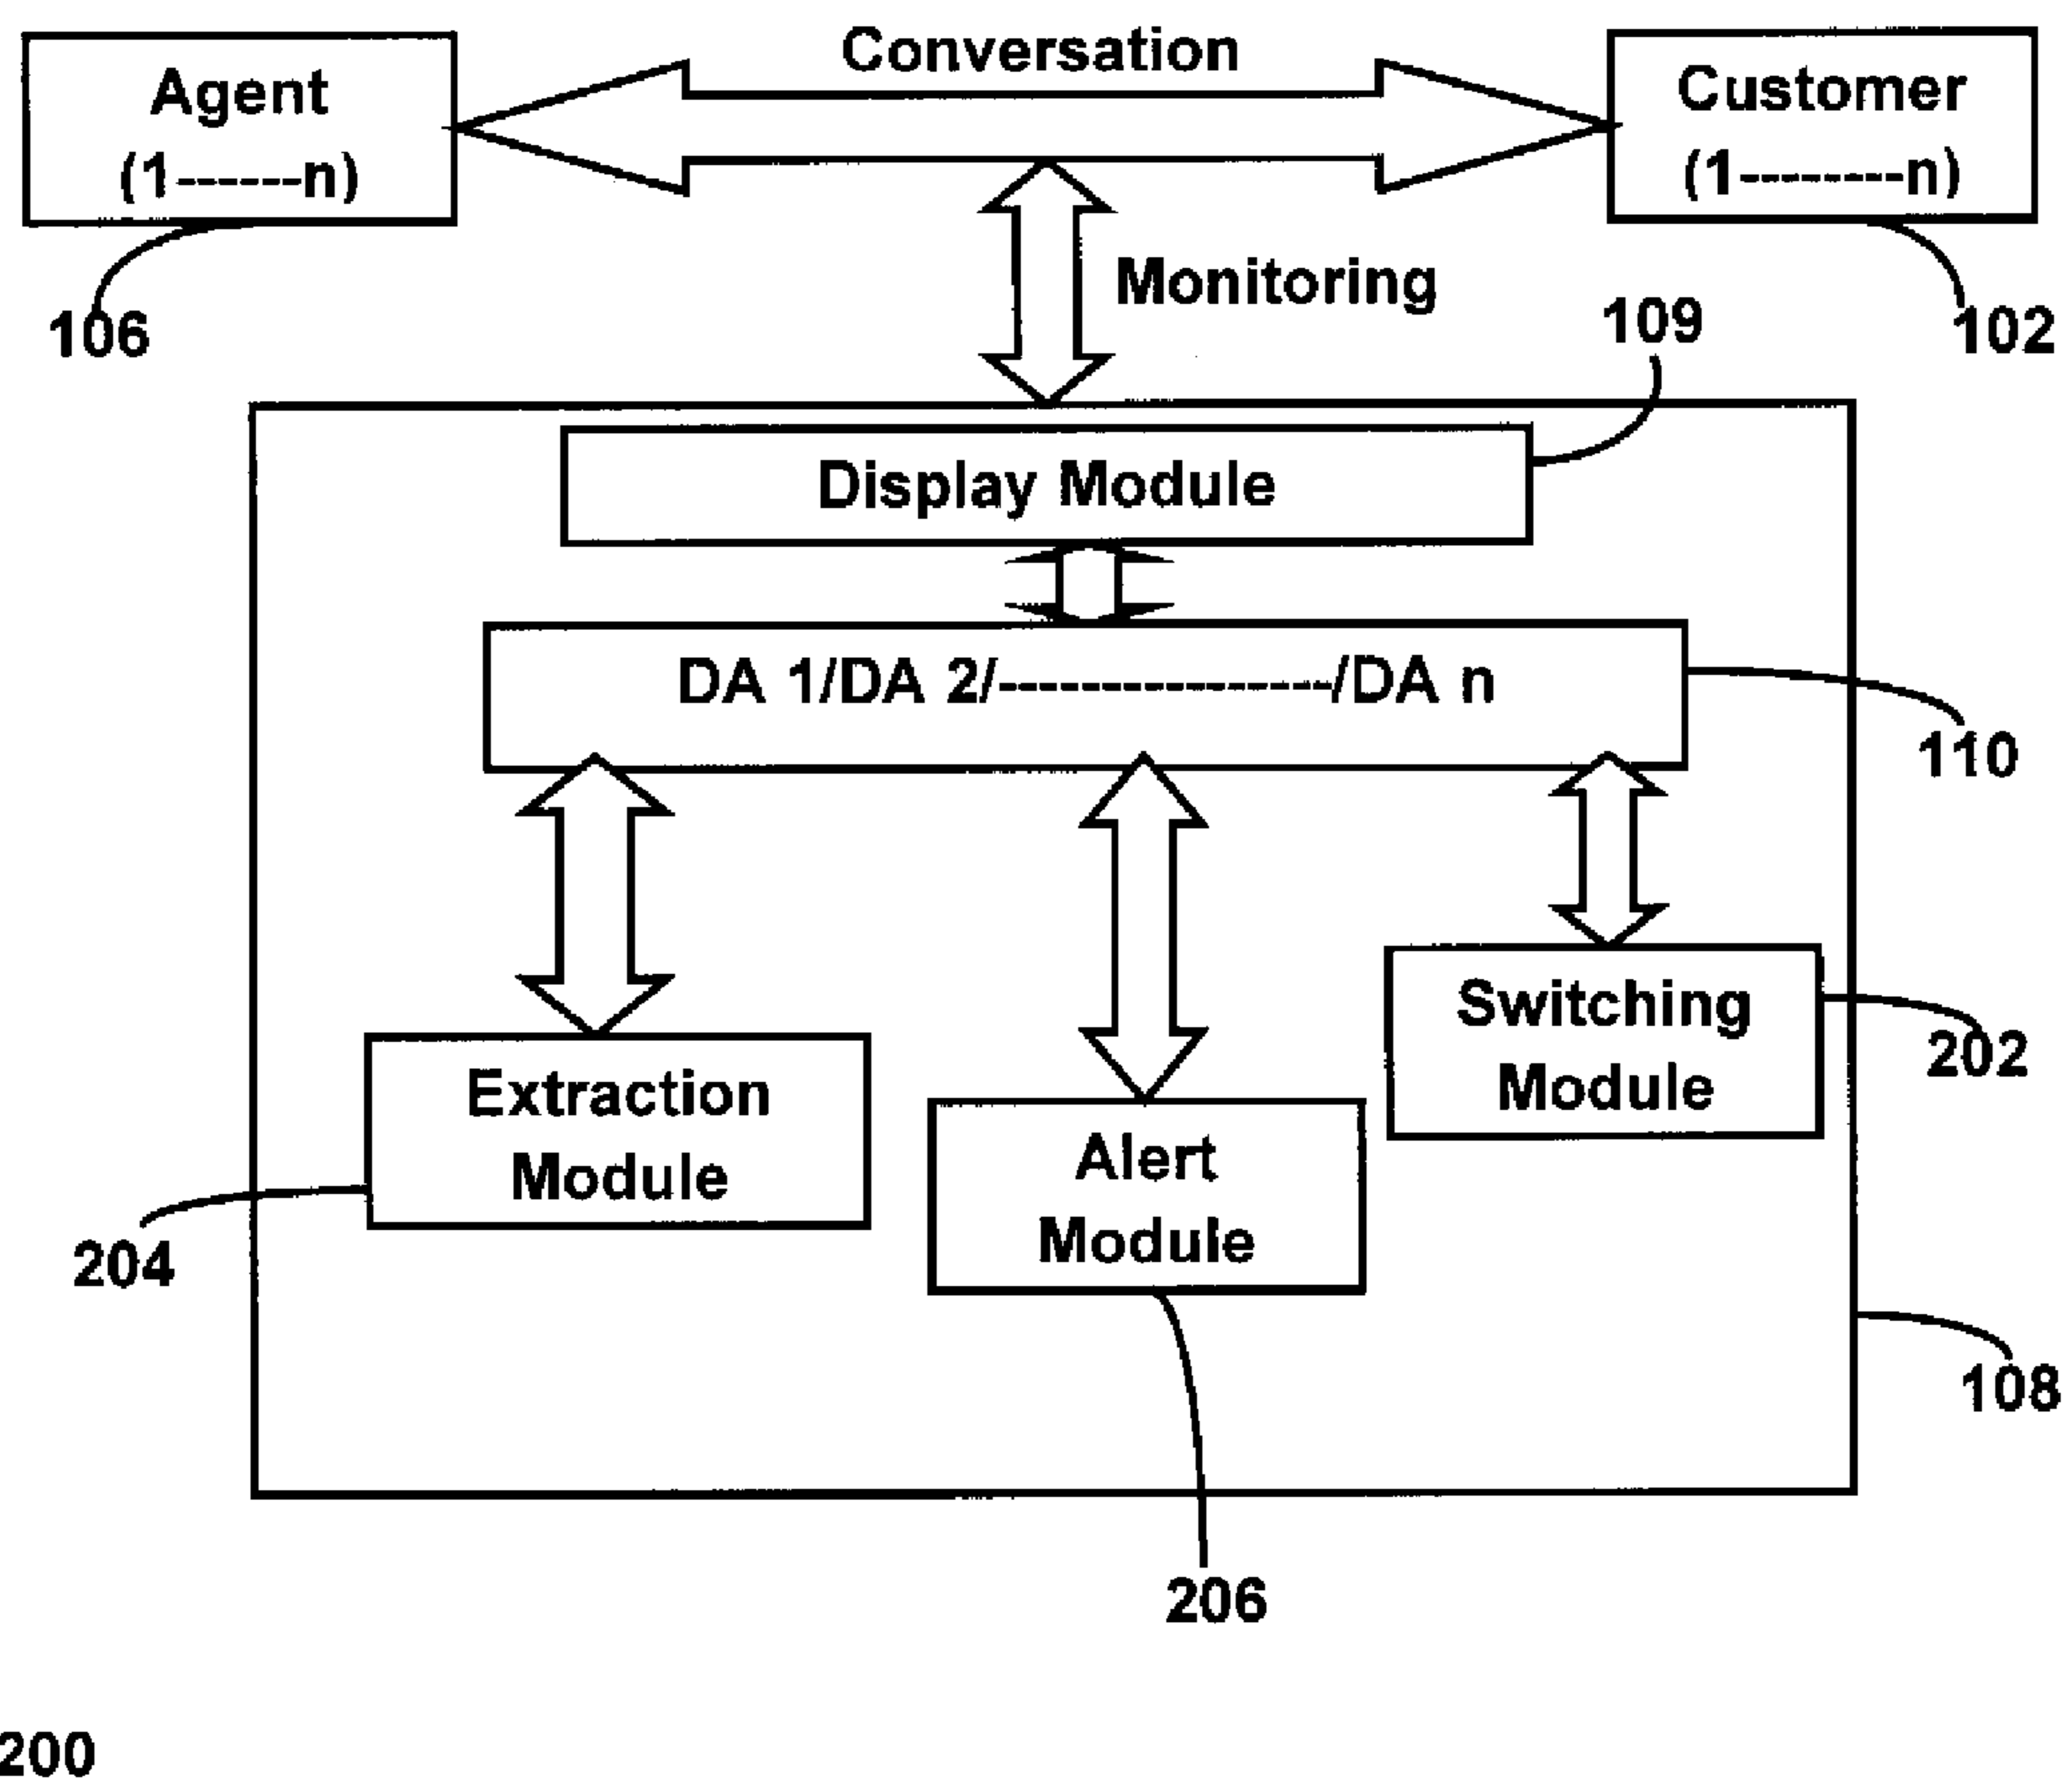 Conversation
Agent
(1------n)
Customer
(1--------n)
Monitoring
106
109
102
Display Module
DA 1/DA 2/----------------/DA n
110
Switching
Module
202
Extraction
Module
Alert
Module
204
108
206
200